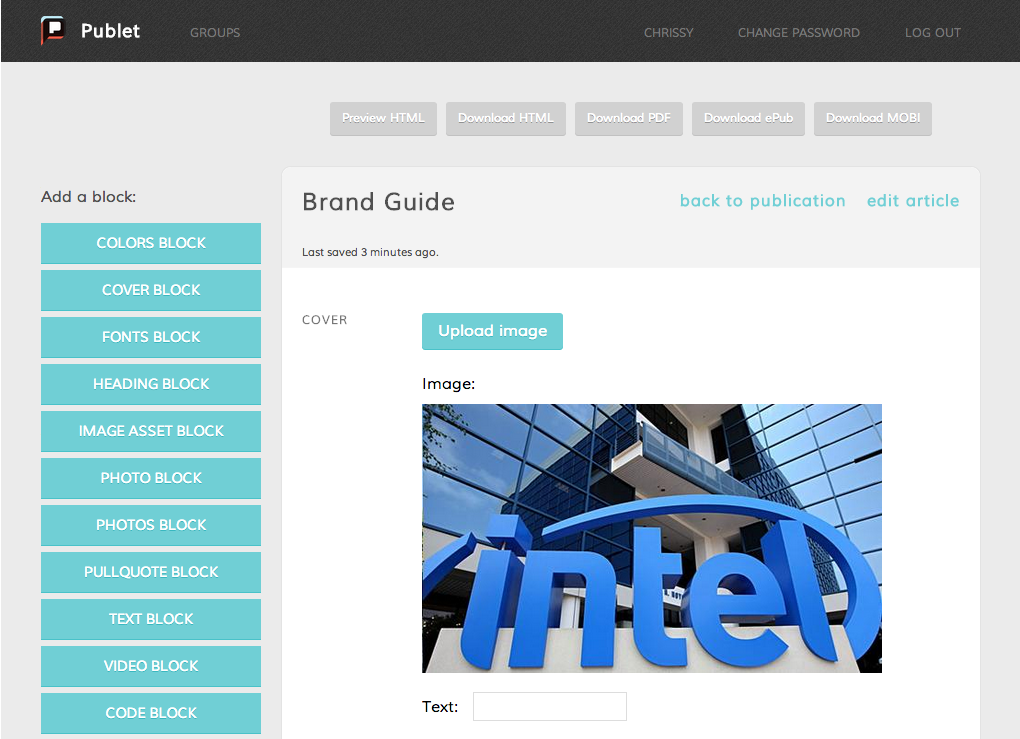 Publet
GROUPS
CHRISSY
CHANGE PASSWORD
LOG OUT
Preview HTML
Download HTML
Download PDF
Download ePub
Download MOBI
Add a block:
COLORS BLOCK
COVER BLOCK
FONTS BLOCK
HEADING BLOCK
IMAGE ASSET BLOCK
PHOTO BLOCK
PHOTOS BLOCK
PULLQUOTE BLOCK
TEXT BLOCK
VIDEO BLOCK
CODE BLOCK
Brand Guide
back to publication
edit article
Last saved 3 minutes ago.
COVER
Upload image
Image:
intel
Text: